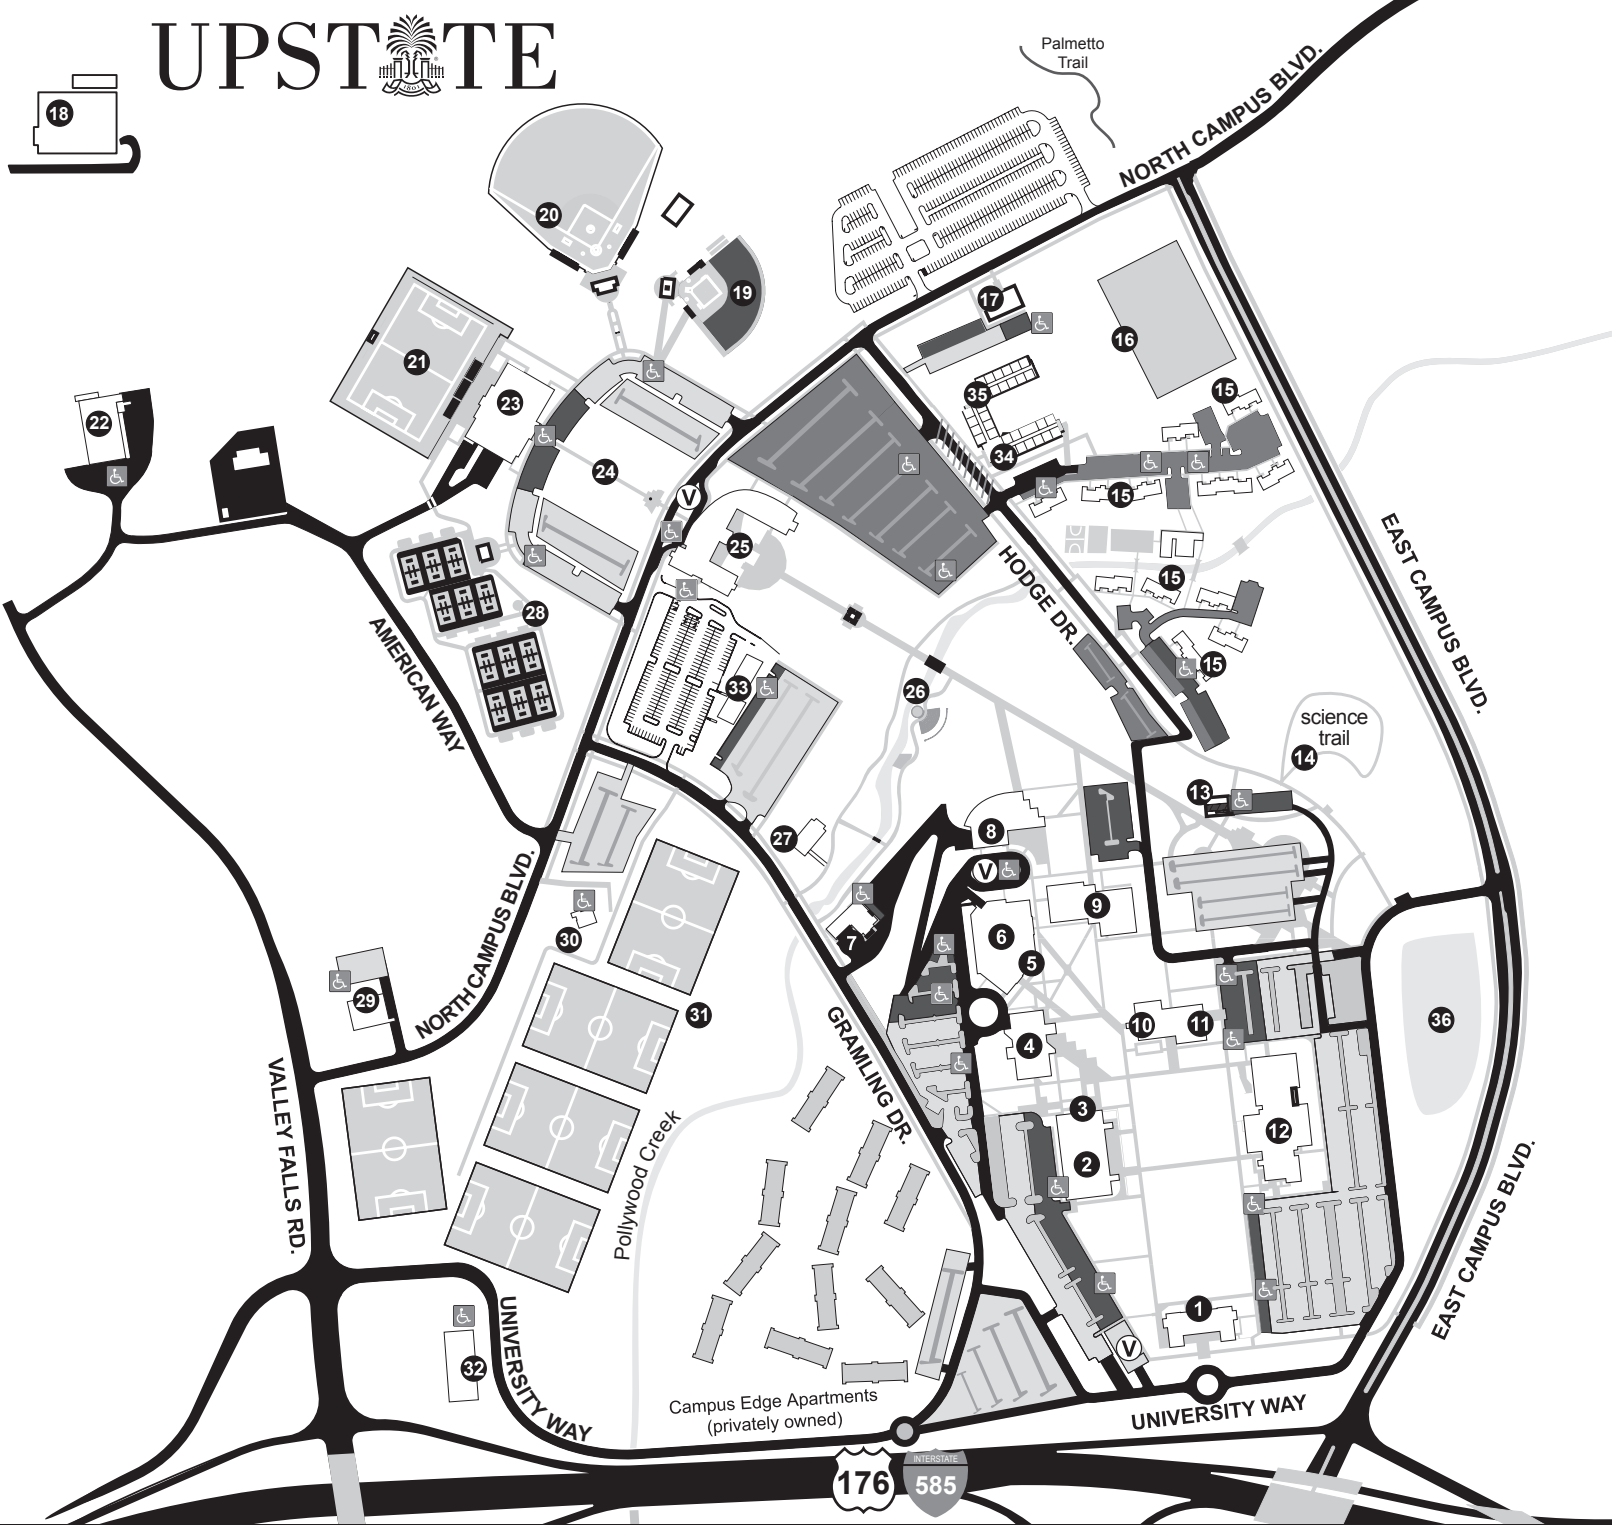 UPSTATE
1801
Palmetto
Trail
NORTH CAMPUS BLVD.
18
20
19
17
16
21
35
15
23
22
34
24
15
V
25
15
HODGE DR.
EAST CAMPUS BLVD.
28
AMERICAN WAY
15
33
26
science
trail
14
13
27
8
V
9
7
6
5
30
NORTH CAMPUS BLVD.
29
31
10
11
36
4
GRAMLING DR.
VALLEY FALLS RD.
3
12
2
Pollywood Creek
EAST CAMPUS BLVD.
1
V
32
UNIVERSITY WAY
Campus Edge Apartments
(privately owned)
UNIVERSITY WAY
176
INTERSTATE
585